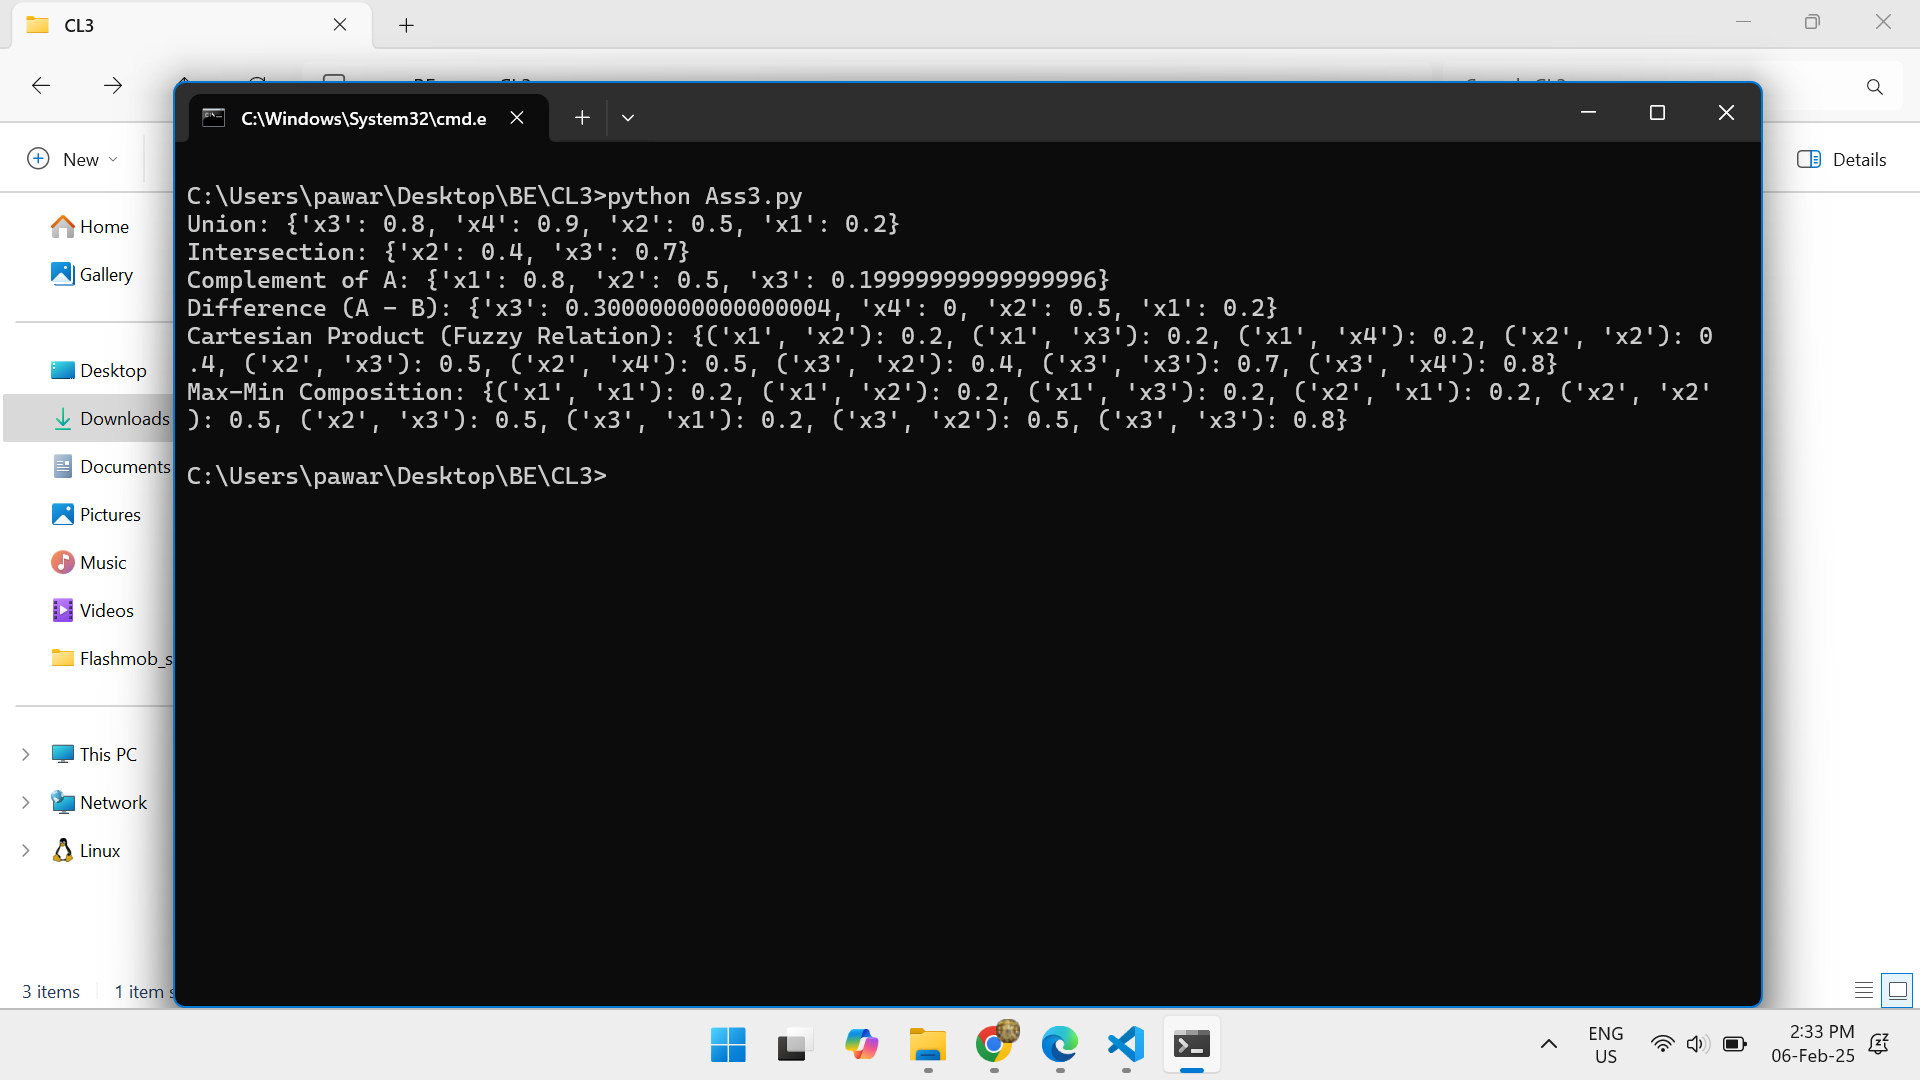 CL3
New
Details
C:\Windows\System32\cmd.e
C:\Users\pawar\Desktop\BE\CL3>python Ass3.py
Union: {'x3': 0.8, 'x4': 0.9, 'x2': 0.5, 'x1': 0.2}
Intersection: {'x2': 0.4, 'x3': 0.7}
Complement of A: {'x1': 0.8, 'x2': 0.5, 'x3': 0.19999999999999996}
Difference (A - B): {'x3': 0.30000000000000004, 'x4': 0, 'x2': 0.5, 'x1': 0.2}
Cartesian Product (Fuzzy Relation): {('x1', 'x2'): 0.2, ('x1', 'x3'): 0.2, ('x1', 'x4'): 0.2, ('x2', 'x2'): 0
.4, ('x2', 'x3'): 0.5, ('x2', 'x4'): 0.5, ('x3', 'x2'): 0.4, ('x3', 'x3'): 0.7, ('x3', 'x4'): 0.8}
Max-Min Composition: {('x1', 'x1'): 0.2, ('x1', 'x2'): 0.2, ('x1', 'x3'): 0.2, ('x2', 'x1'): 0.2, ('x2', 'x2'
): 0.5, ('x2', 'x3'): 0.5, ('x3', 'x1'): 0.2, ('x3', 'x2'): 0.5, ('x3', 'x3'): 0.8}
C:\Users\pawar\Desktop\BE\CL3>
Home
Gallery
Desktop
Downloads
Documents
Pictures
Music
Videos
Flashmob_s
This PC
Network
Linux
3 items
1 item s
ENG
US
2:33 PM
06-Feb-25